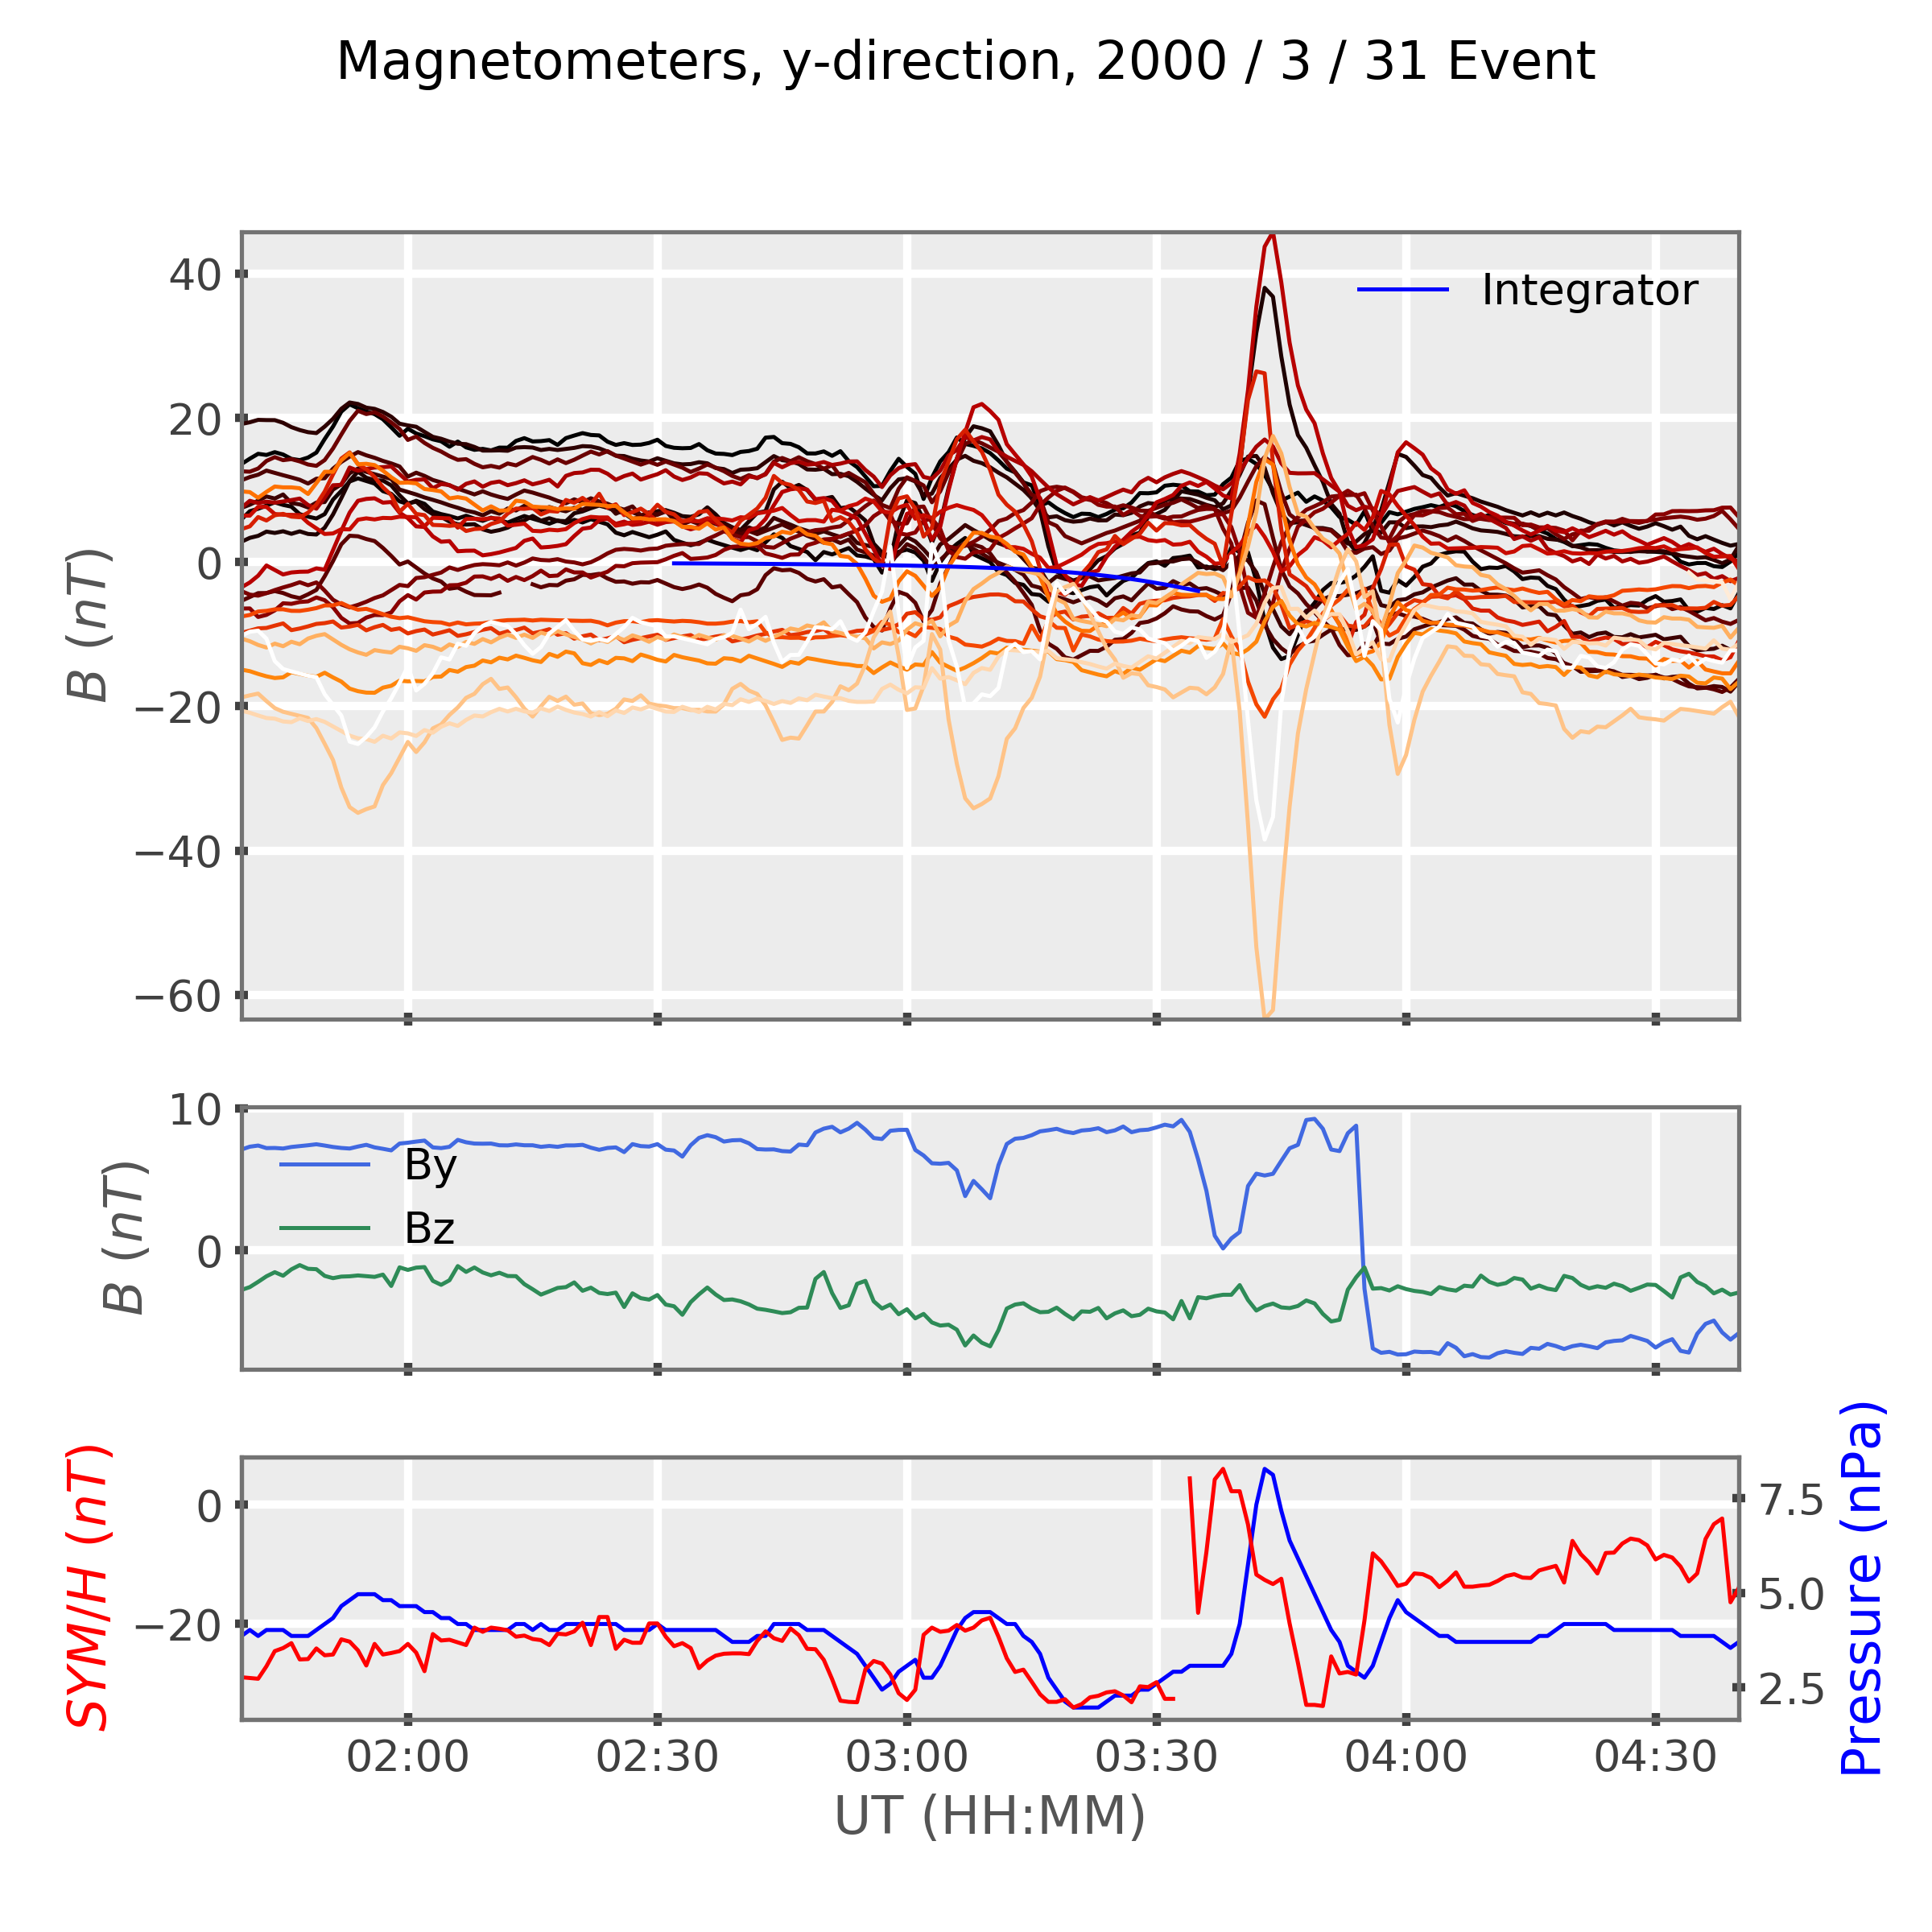 Magnetometers, y-direction, 2000 / 3 / 31 Event
B (nT)
40
20
0
−20
−40
−60
Integrator
B (nT)
10
0
By
Bz
SYM/H (nT)
0
−20
7.5
5.0
2.5
Pressure (nPa)
02:00 02:30 03:00 03:30 04:00 04:30
UT (HH:MM)